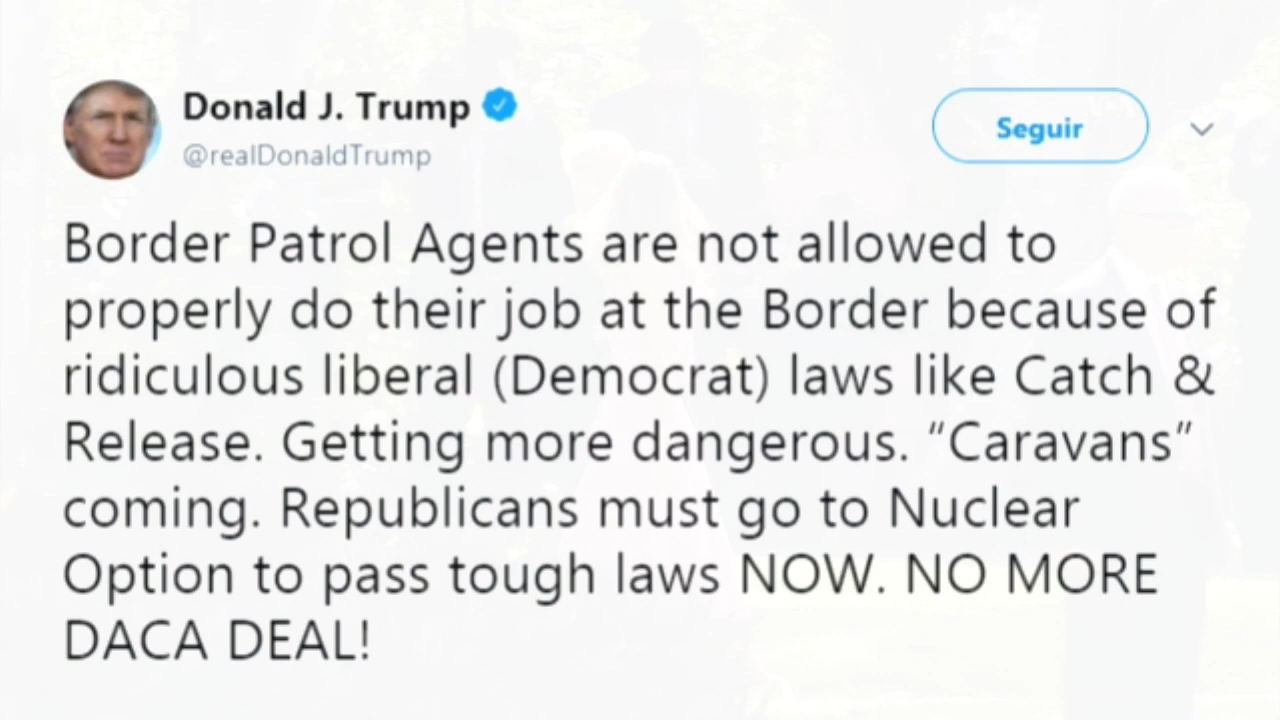 Donald J. Trump
@realDonaldTrump
Seguir
Border Patrol Agents are not allowed to
properly do their job at the Border because of
ridiculous liberal (Democrat) laws like Catch &
Release. Getting more dangerous. “Caravans”
coming. Republicans must go to Nuclear
Option to pass tough laws NOW. NO MORE
DACA DEAL!